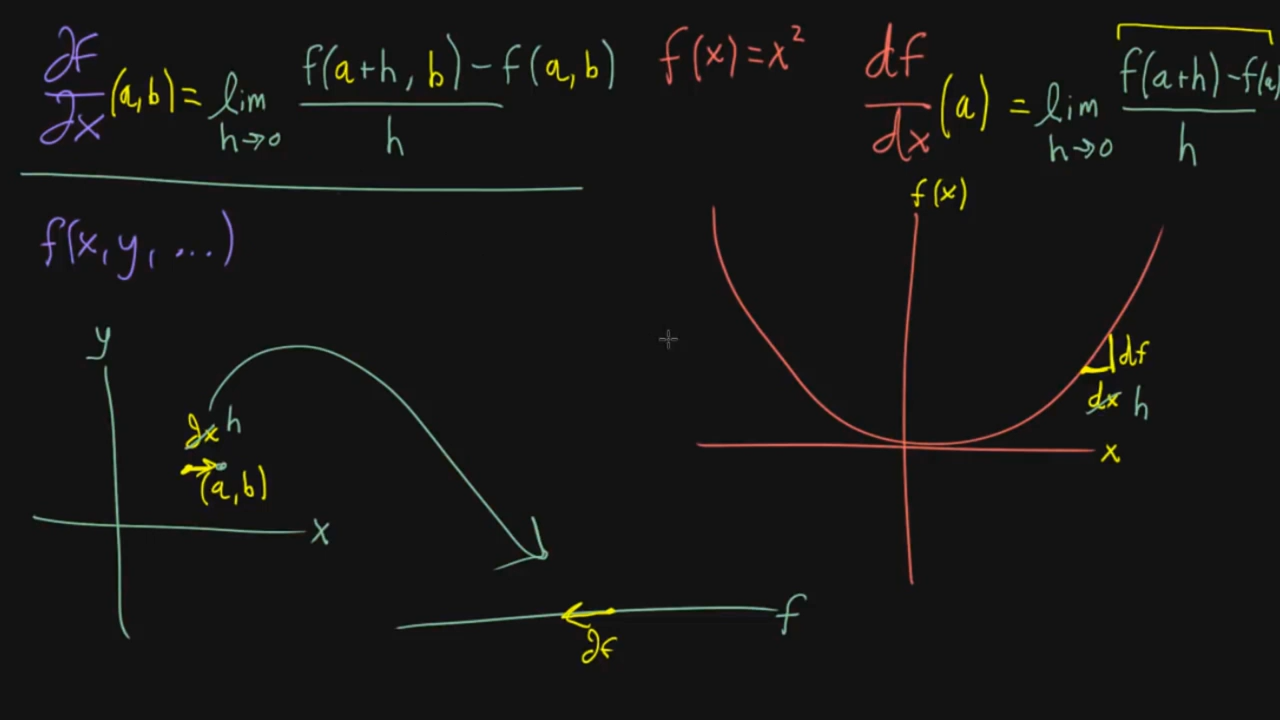 ∂f/∂x (a,b) = lim h→0 f(a+h, b) − f(a, b) / h
f(x) = x²
df/dx (a) = lim h→0 f(a+h) − f(a) / h
f(x, y, ...)
f(x)
y
∂x h
(a, b)
x
df
dx h
x
f
∂f